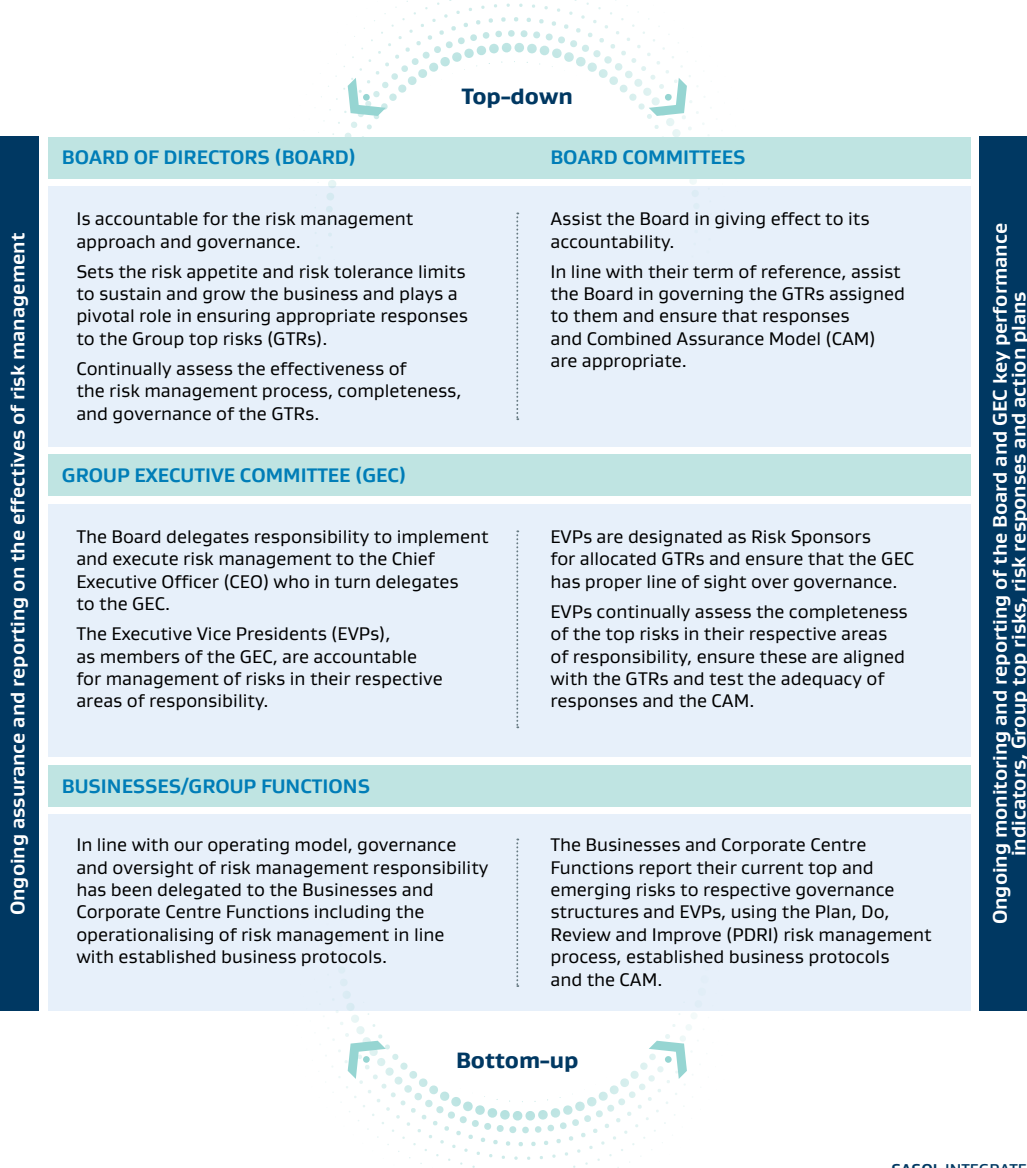 Top-down
Ongoing assurance and reporting on the effectives of risk management
BOARD OF DIRECTORS (BOARD)
Is accountable for the risk management
approach and governance.
Sets the risk appetite and risk tolerance limits
to sustain and grow the business and plays a
pivotal role in ensuring appropriate responses
to the Group top risks (GTRs).
Continually assess the effectiveness of
the risk management process, completeness,
and governance of the GTRs.
BOARD COMMITTEES
Assist the Board in giving effect to its
accountability.
In line with their term of reference, assist
the Board in governing the GTRs assigned
to them and ensure that responses
and Combined Assurance Model (CAM)
are appropriate.
GROUP EXECUTIVE COMMITTEE (GEC)
The Board delegates responsibility to implement
and execute risk management to the Chief
Executive Officer (CEO) who in turn delegates
to the GEC.
The Executive Vice Presidents (EVPs),
as members of the GEC, are accountable
for management of risks in their respective
areas of responsibility.
EVPs are designated as Risk Sponsors
for allocated GTRs and ensure that the GEC
has proper line of sight over governance.
EVPs continually assess the completeness
of the top risks in their respective areas
of responsibility, ensure these are aligned
with the GTRs and test the adequacy of
responses and the CAM.
BUSINESSES/GROUP FUNCTIONS
In line with our operating model, governance
and oversight of risk management responsibility
has been delegated to the Businesses and
Corporate Centre Functions including the
operationalising of risk management in line
with established business protocols.
The Businesses and Corporate Centre
Functions report their current top and
emerging risks to respective governance
structures and EVPs, using the Plan, Do,
Review and Improve (PDRI) risk management
process, established business protocols
and the CAM.
Ongoing monitoring and reporting of the Board and GEC key performance
indicators, Group top risks, risk responses and action plans
Bottom-up
SASOL INTEGRATE